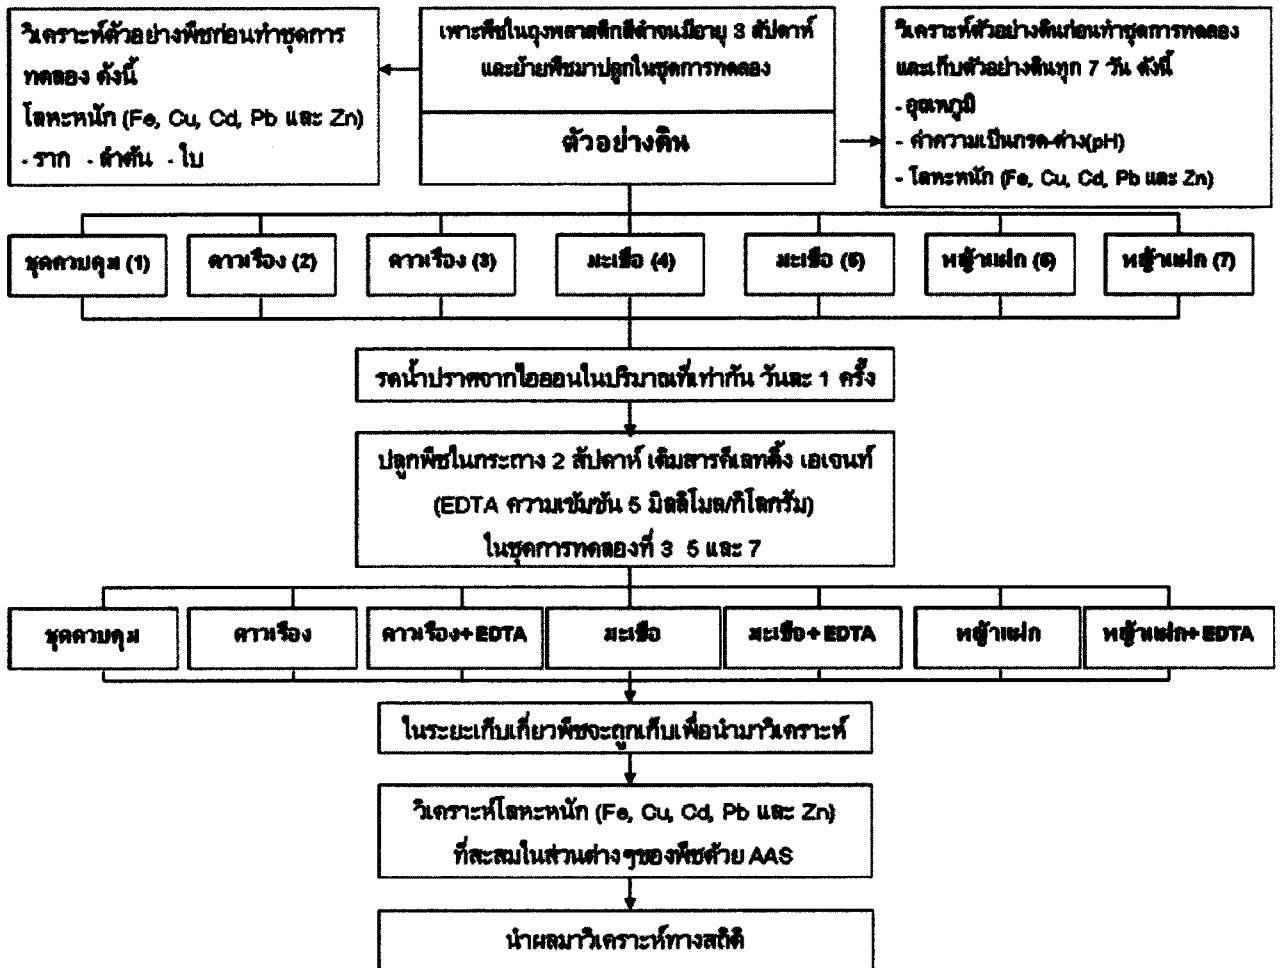 วิเคราะห์ตัวอย่างพืชก่อนทำชุดการ
ทดลอง ดังนี้
โลหะหนัก (Fe, Cu, Cd, Pb และ Zn)
- ราก - ลำต้น - ใบ
เพาะพืชในถุงพลาสติกสีดำจนมีอายุ 3 สัปดาห์
และย้ายพืชมาปลูกในชุดการทดลอง
ตัวอย่างดิน
วิเคราะห์ตัวอย่างดินก่อนทำชุดการทดลอง
และเก็บตัวอย่างดินทุก 7 วัน ดังนี้
- อุณหภูมิ
- ค่าความเป็นกรด-ด่าง(pH)
- โลหะหนัก (Fe, Cu, Cd, Pb และ Zn)
ชุดควบคุม (1)
ดาวเรือง (2)
ดาวเรือง (3)
มะเขือ (4)
มะเขือ (5)
หญ้าแฝก (6)
หญ้าแฝก (7)
รดน้ำปราศจากไอออนในปริมาณที่เท่ากัน วันละ 1 ครั้ง
ปลูกพืชในกระถาง 2 สัปดาห์ เติมสารคีเลทติ้ง เอเจนท์
(EDTA ความเข้มข้น 5 มิลลิโมล/กิโลกรัม)
ในชุดการทดลองที่ 3 5 และ 7
ชุดควบคุม
ดาวเรือง
ดาวเรือง+EDTA
มะเขือ
มะเขือ+EDTA
หญ้าแฝก
หญ้าแฝก+EDTA
ในระยะเก็บเกี่ยวพืชจะถูกเก็บเพื่อนำมาวิเคราะห์
วิเคราะห์โลหะหนัก (Fe, Cu, Cd, Pb และ Zn)
ที่สะสมในส่วนต่างๆของพืชด้วย AAS
นำผลมาวิเคราะห์ทางสถิติ